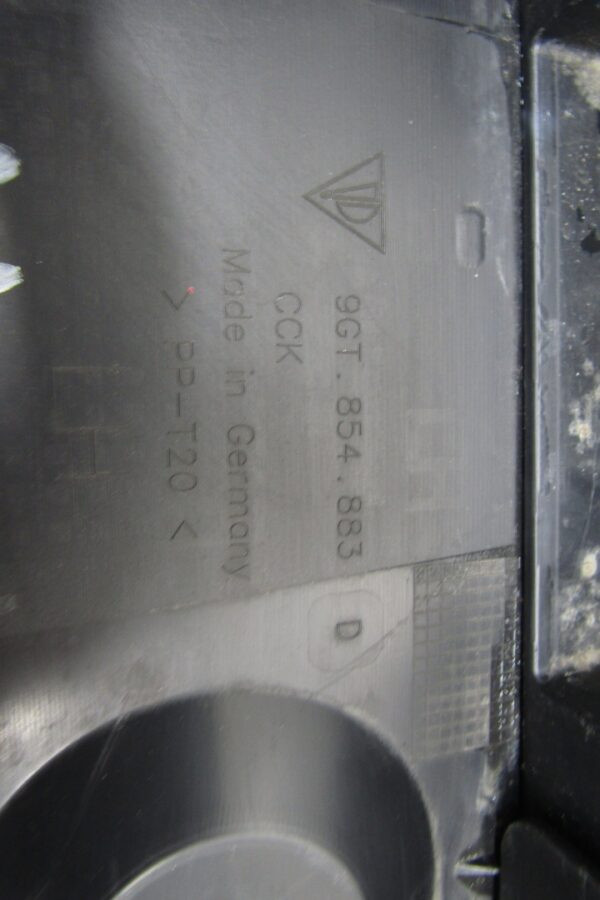 9GT.854.883 D
CCK
Made in Germany
> PP-T20 <